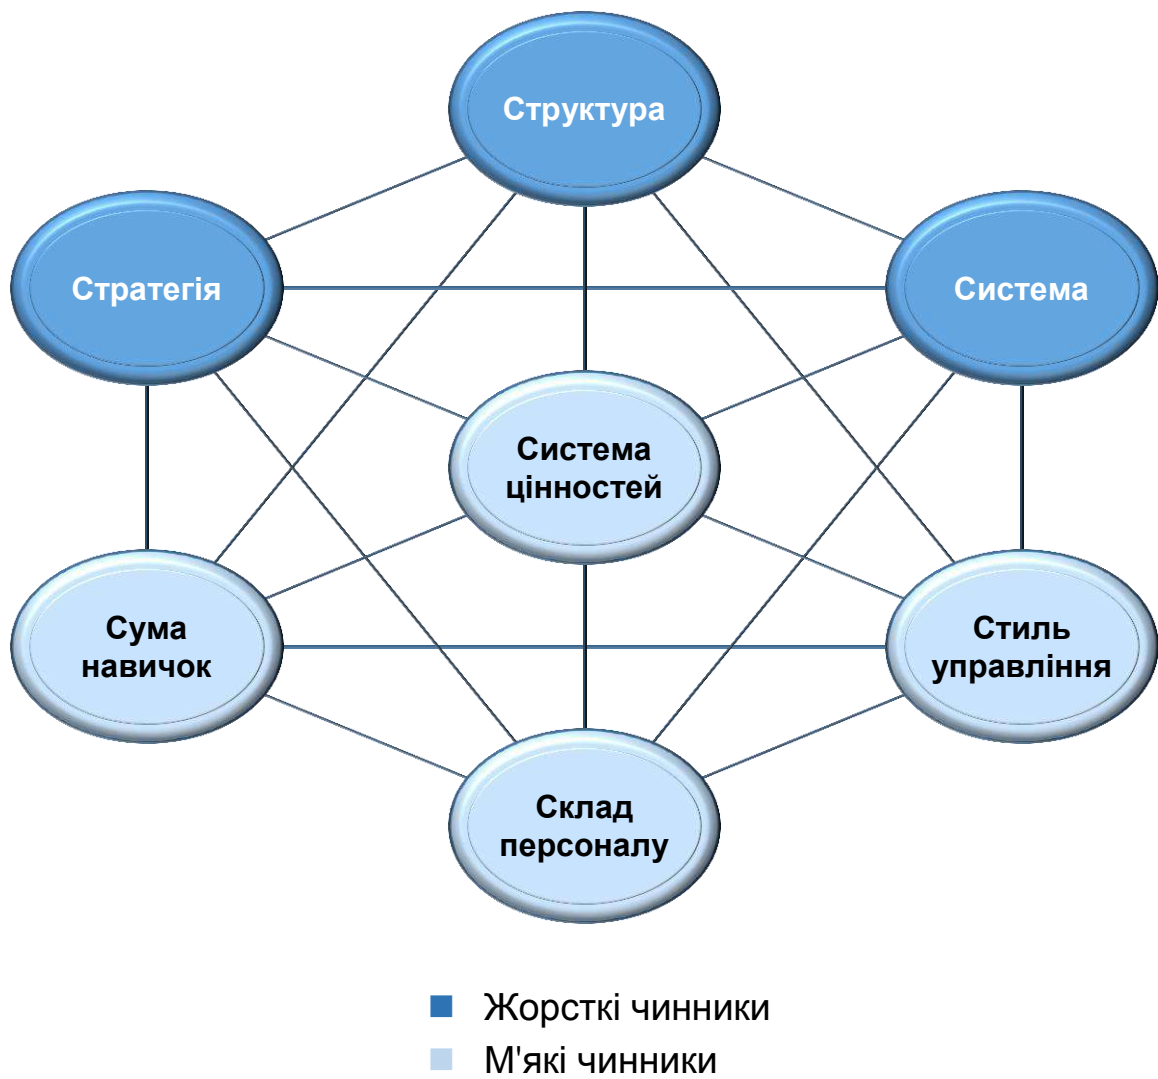 Структура
Стратегія
Система
Система
цінностей
Сума
навичок
Стиль
управління
Склад
персоналу
Жорсткі чинники
М'які чинники